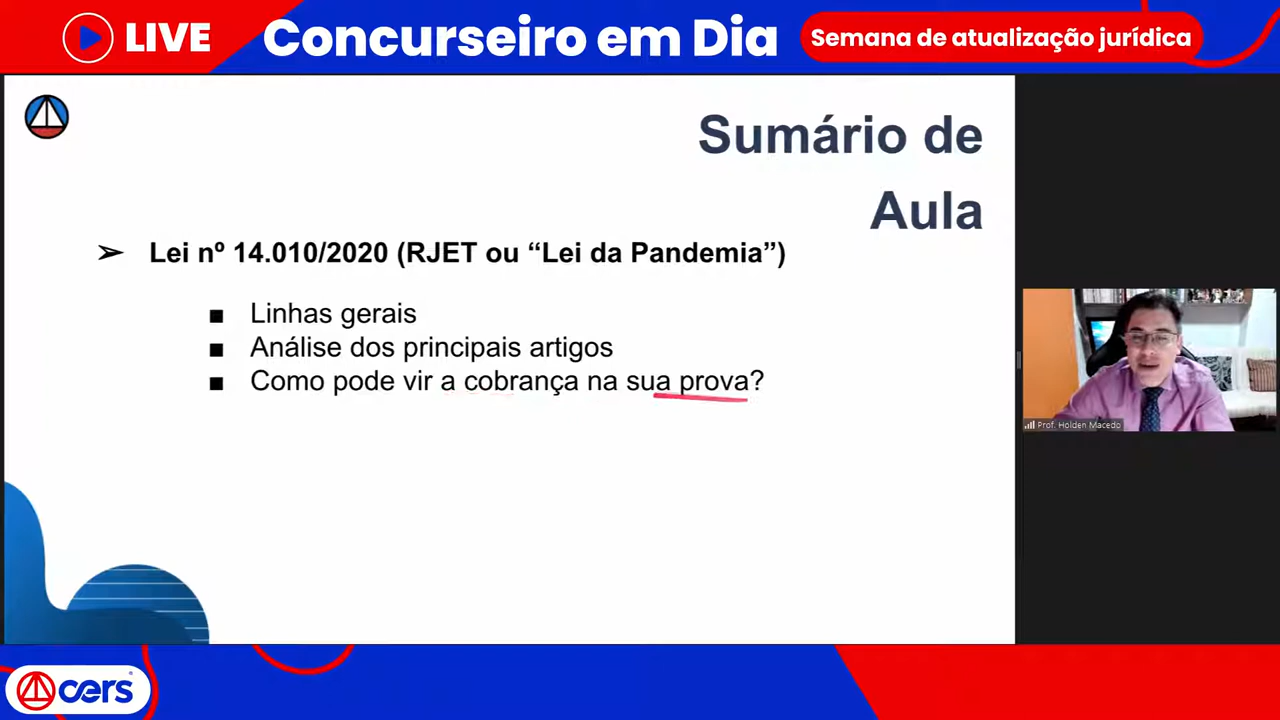 LIVE
Concurseiro em Dia
Semana de atualização jurídica
Sumário de
Aula
➢ Lei nº 14.010/2020 (RJET ou “Lei da Pandemia”)
■ Linhas gerais
■ Análise dos principais artigos
■ Como pode vir a cobrança na sua prova?
Prof. Holden Macedo
cers